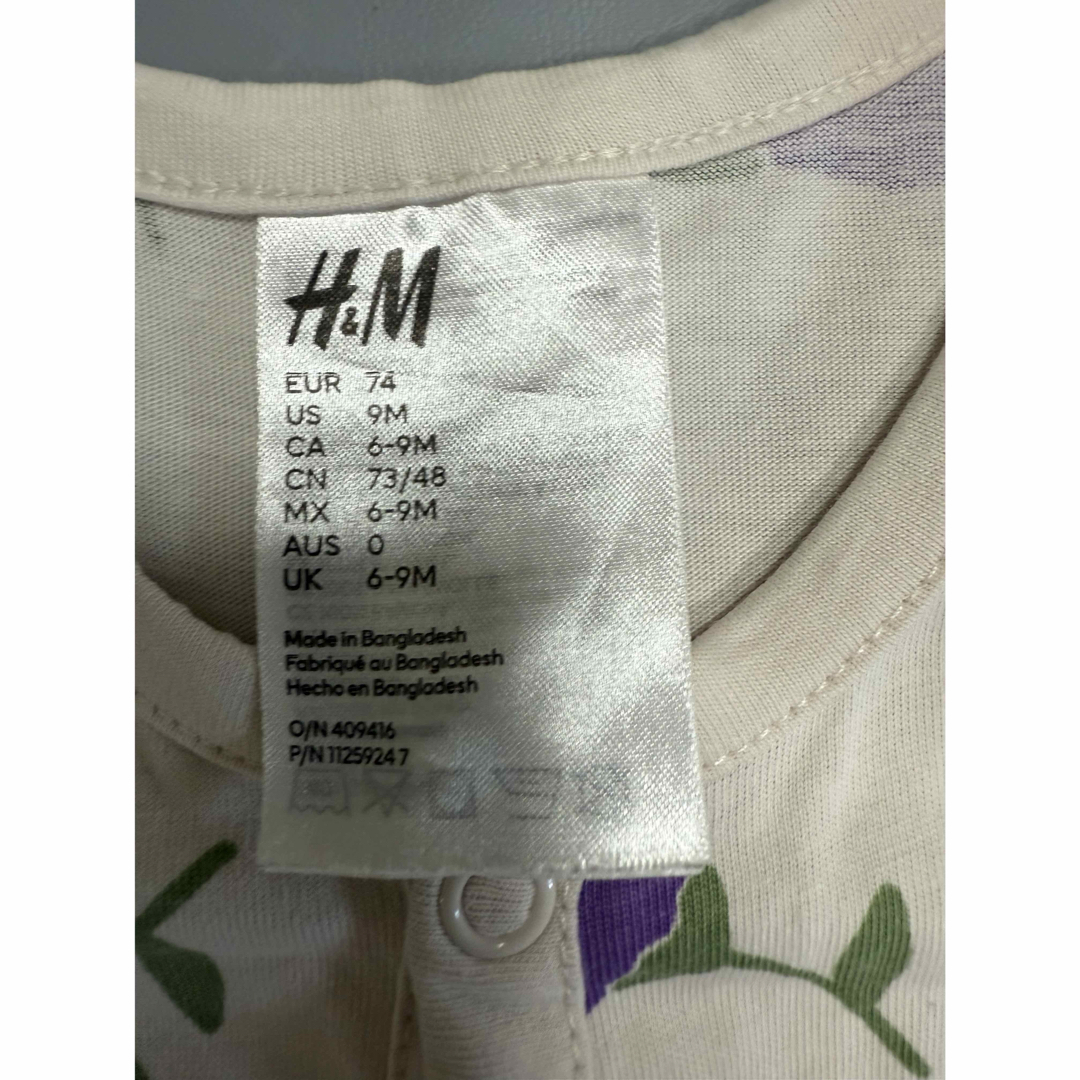 H&M
EUR 74
US 9M
CA 6-9M
CN 73/48
MX 6-9M
AUS 0
UK 6-9M
Made in Bangladesh
Fabriqué au Bangladesh
Hecho en Bangladesh
O/N 409416
P/N 11259247